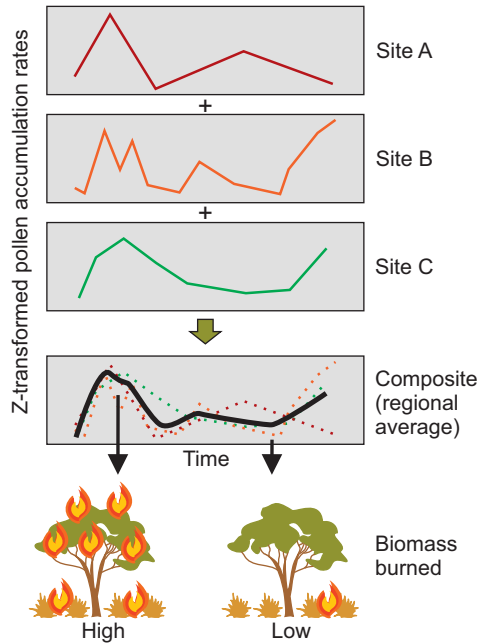 Z-transformed pollen accumulation rates
Site A
+
Site B
+
Site C
Composite
(regional
average)
Time
Biomass
burned
High
Low